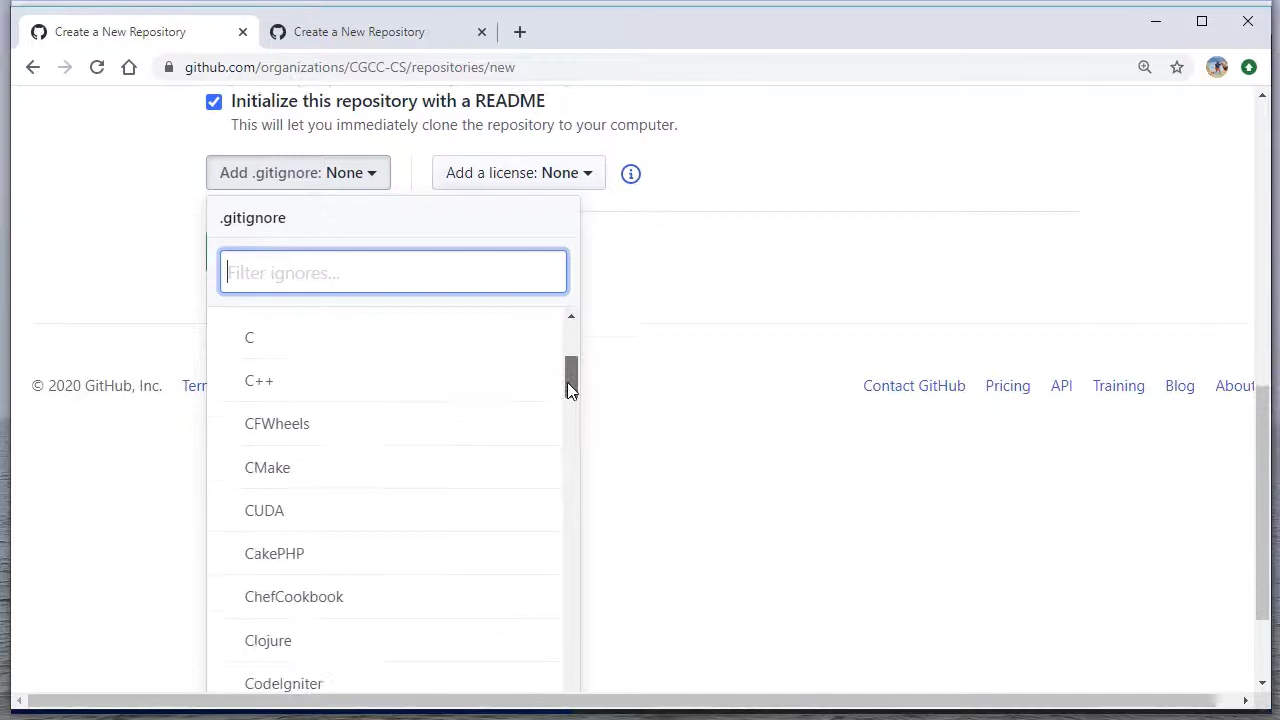 Create a New Repository
Create a New Repository
github.com/organizations/CGCC-CS/repositories/new
Initialize this repository with a README
This will let you immediately clone the repository to your computer.
Add .gitignore: None
Add a license: None
.gitignore
Filter ignores...
C
C++
CFWheels
CMake
CUDA
CakePHP
ChefCookbook
Clojure
CodeIgniter
© 2020 GitHub, Inc.
Terr
Contact GitHub
Pricing
API
Training
Blog
About